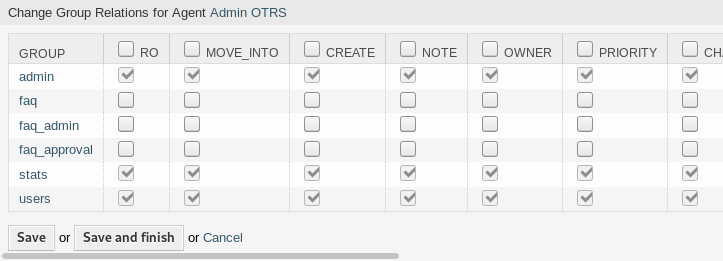 Change Group Relations for Agent Admin OTRS
GROUP RO MOVE_INTO CREATE NOTE OWNER PRIORITY CHA
admin
faq
faq_admin
faq_approval
stats
users
Save or Save and finish or Cancel